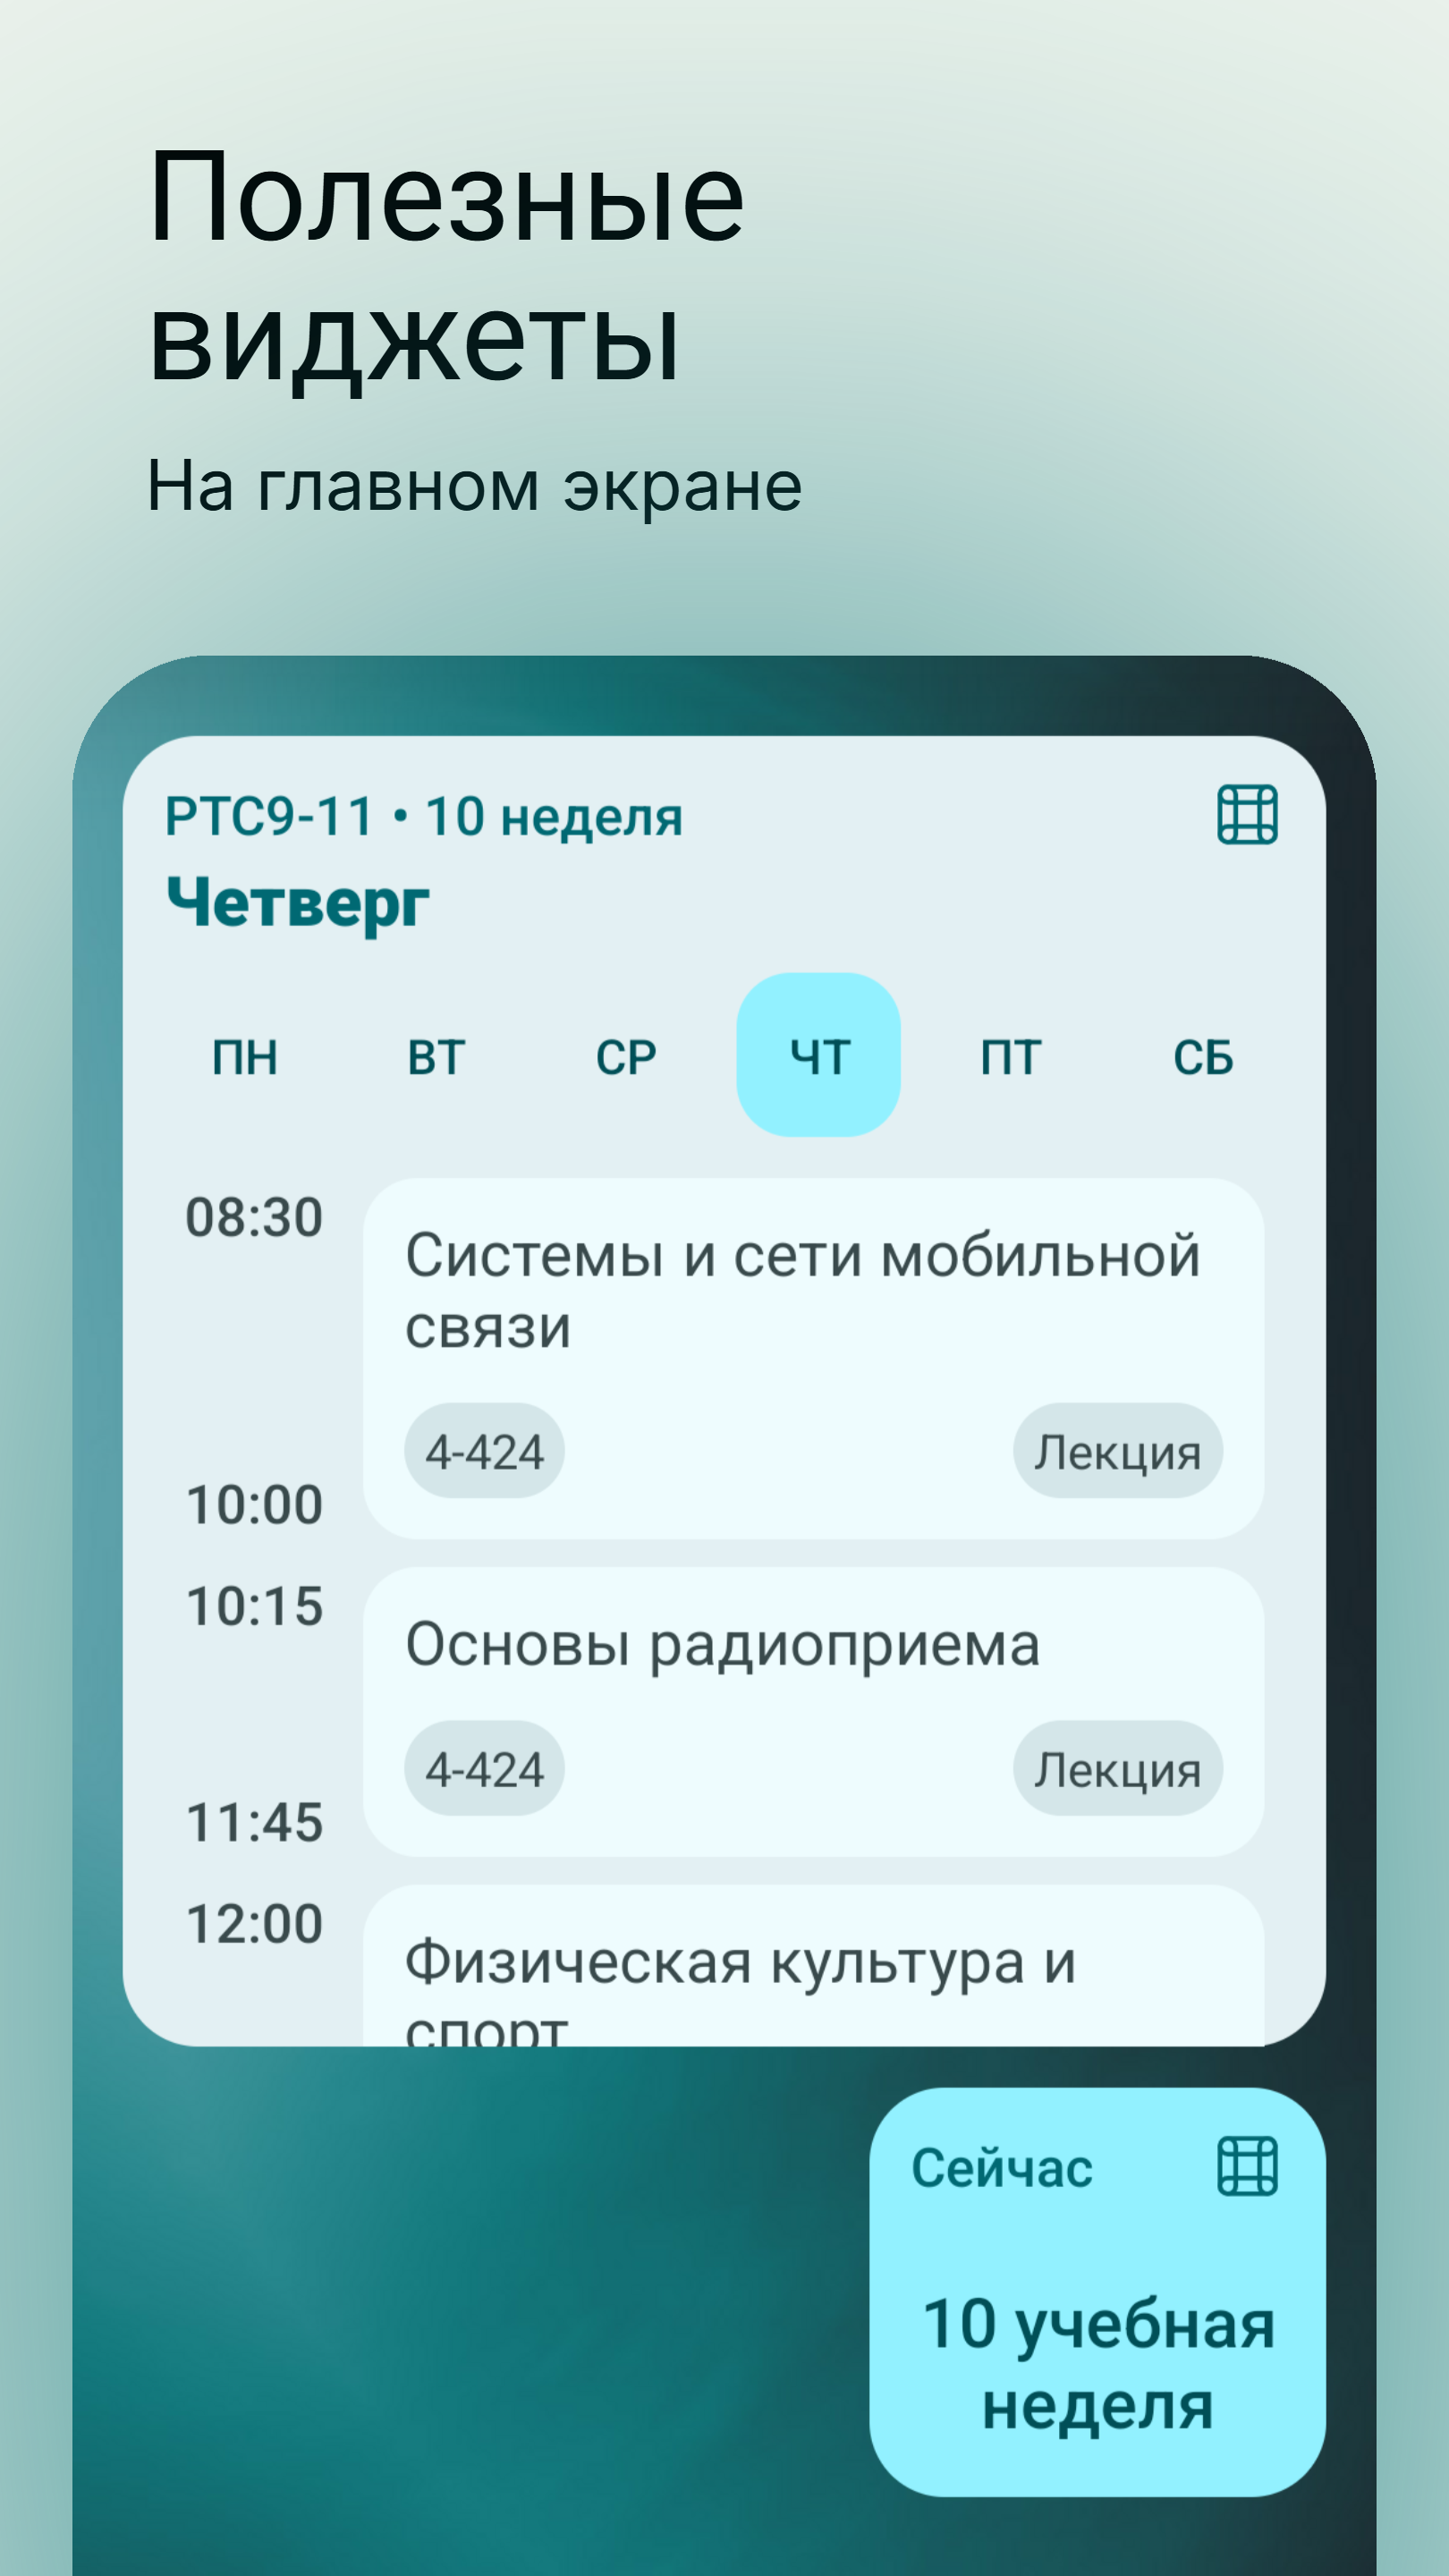 Полезные
виджеты
На главном экране
РТС9-11 • 10 неделя
Четверг
ПН ВТ СР ЧТ ПТ СБ
08:30
Системы и сети мобильной
связи
4-424 Лекция
10:00
10:15
Основы радиоприема
4-424 Лекция
11:45
12:00
Физическая культура и
спорт
Сейчас
10 учебная
неделя